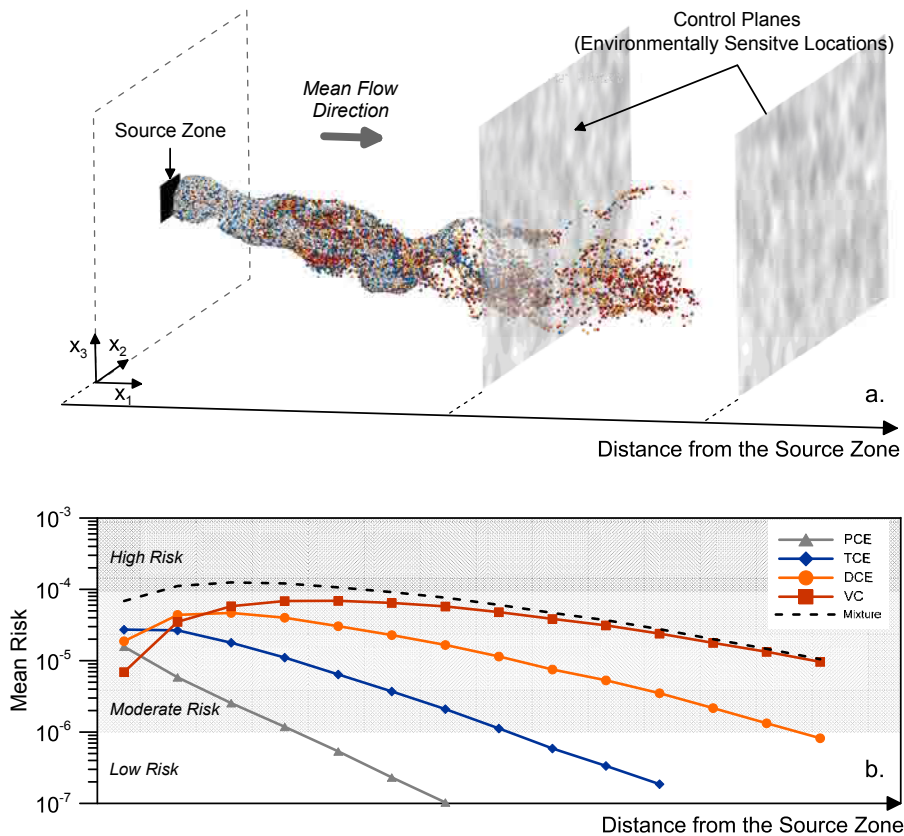 Control Planes
(Environmentally Sensitve Locations)
Mean Flow
Direction
Source Zone
x3
x2
x1
a.
Distance from the Source Zone
10-3
High Risk
PCE
TCE
DCE
VC
Mixture
10-4
Mean Risk
10-5
Moderate Risk
10-6
Low Risk
b.
10-7
Distance from the Source Zone